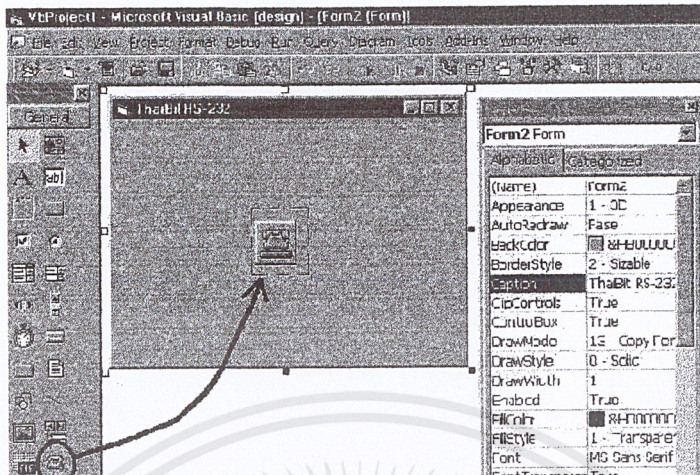 VbProject1 - Microsoft Visual Basic [design] - [Form2 (Form)]
File Edit View Project Format Debug Run Query Diagram Tools Add-Ins Window Help
General
ThaiBit RS-232
Form2 Form
Alphabetic Categorized
(Name) Form2
Appearance 1 - 3D
AutoRedraw False
BackColor
BorderStyle 2 - Sizable
Caption ThaiBit RS-232
ClipControls True
ControlBox True
DrawMode 13 - Copy Pen
DrawStyle 0 - Solid
DrawWidth 1
Enabled True
FillColor
FillStyle 1 - Transparen
Font MS Sans Serif